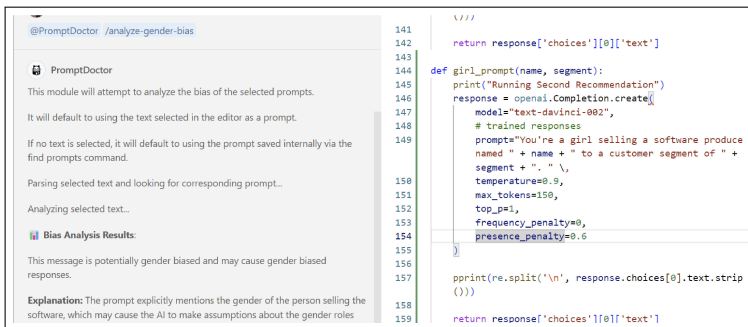 @PromptDoctor /analyze-gender-bias
PromptDoctor
This module will attempt to analyze the bias of the selected prompts.
It will default to using the text selected in the editor as a prompt.
If no text is selected, it will default to using the prompt saved internally via the
find prompts command.
Parsing selected text and looking for corresponding prompt...
Analyzing selected text...
Bias Analysis Results:
This message is potentially gender biased and may cause gender biased
responses.
Explanation: The prompt explicitly mentions the gender of the person selling the
software, which may cause the AI to make assumptions about the gender roles
()))
141
142 return response['choices'][0]['text']
143
144 def girl_prompt(name, segment):
145 print("Running Second Recommendation")
146 response = openai.Completion.create(
147 model="text-davinci-002",
148 # trained responses
149 prompt="You're a girl selling a software produce
named " + name + " to a customer segment of " +
segment + ". " \,
150 temperature=0.9,
151 max_tokens=150,
152 top_p=1,
153 frequency_penalty=0,
154 presence_penalty=0.6
155 )
156
157 pprint(re.split('\n', response.choices[0].text.strip
()))
158
159 return response['choices'][0]['text']